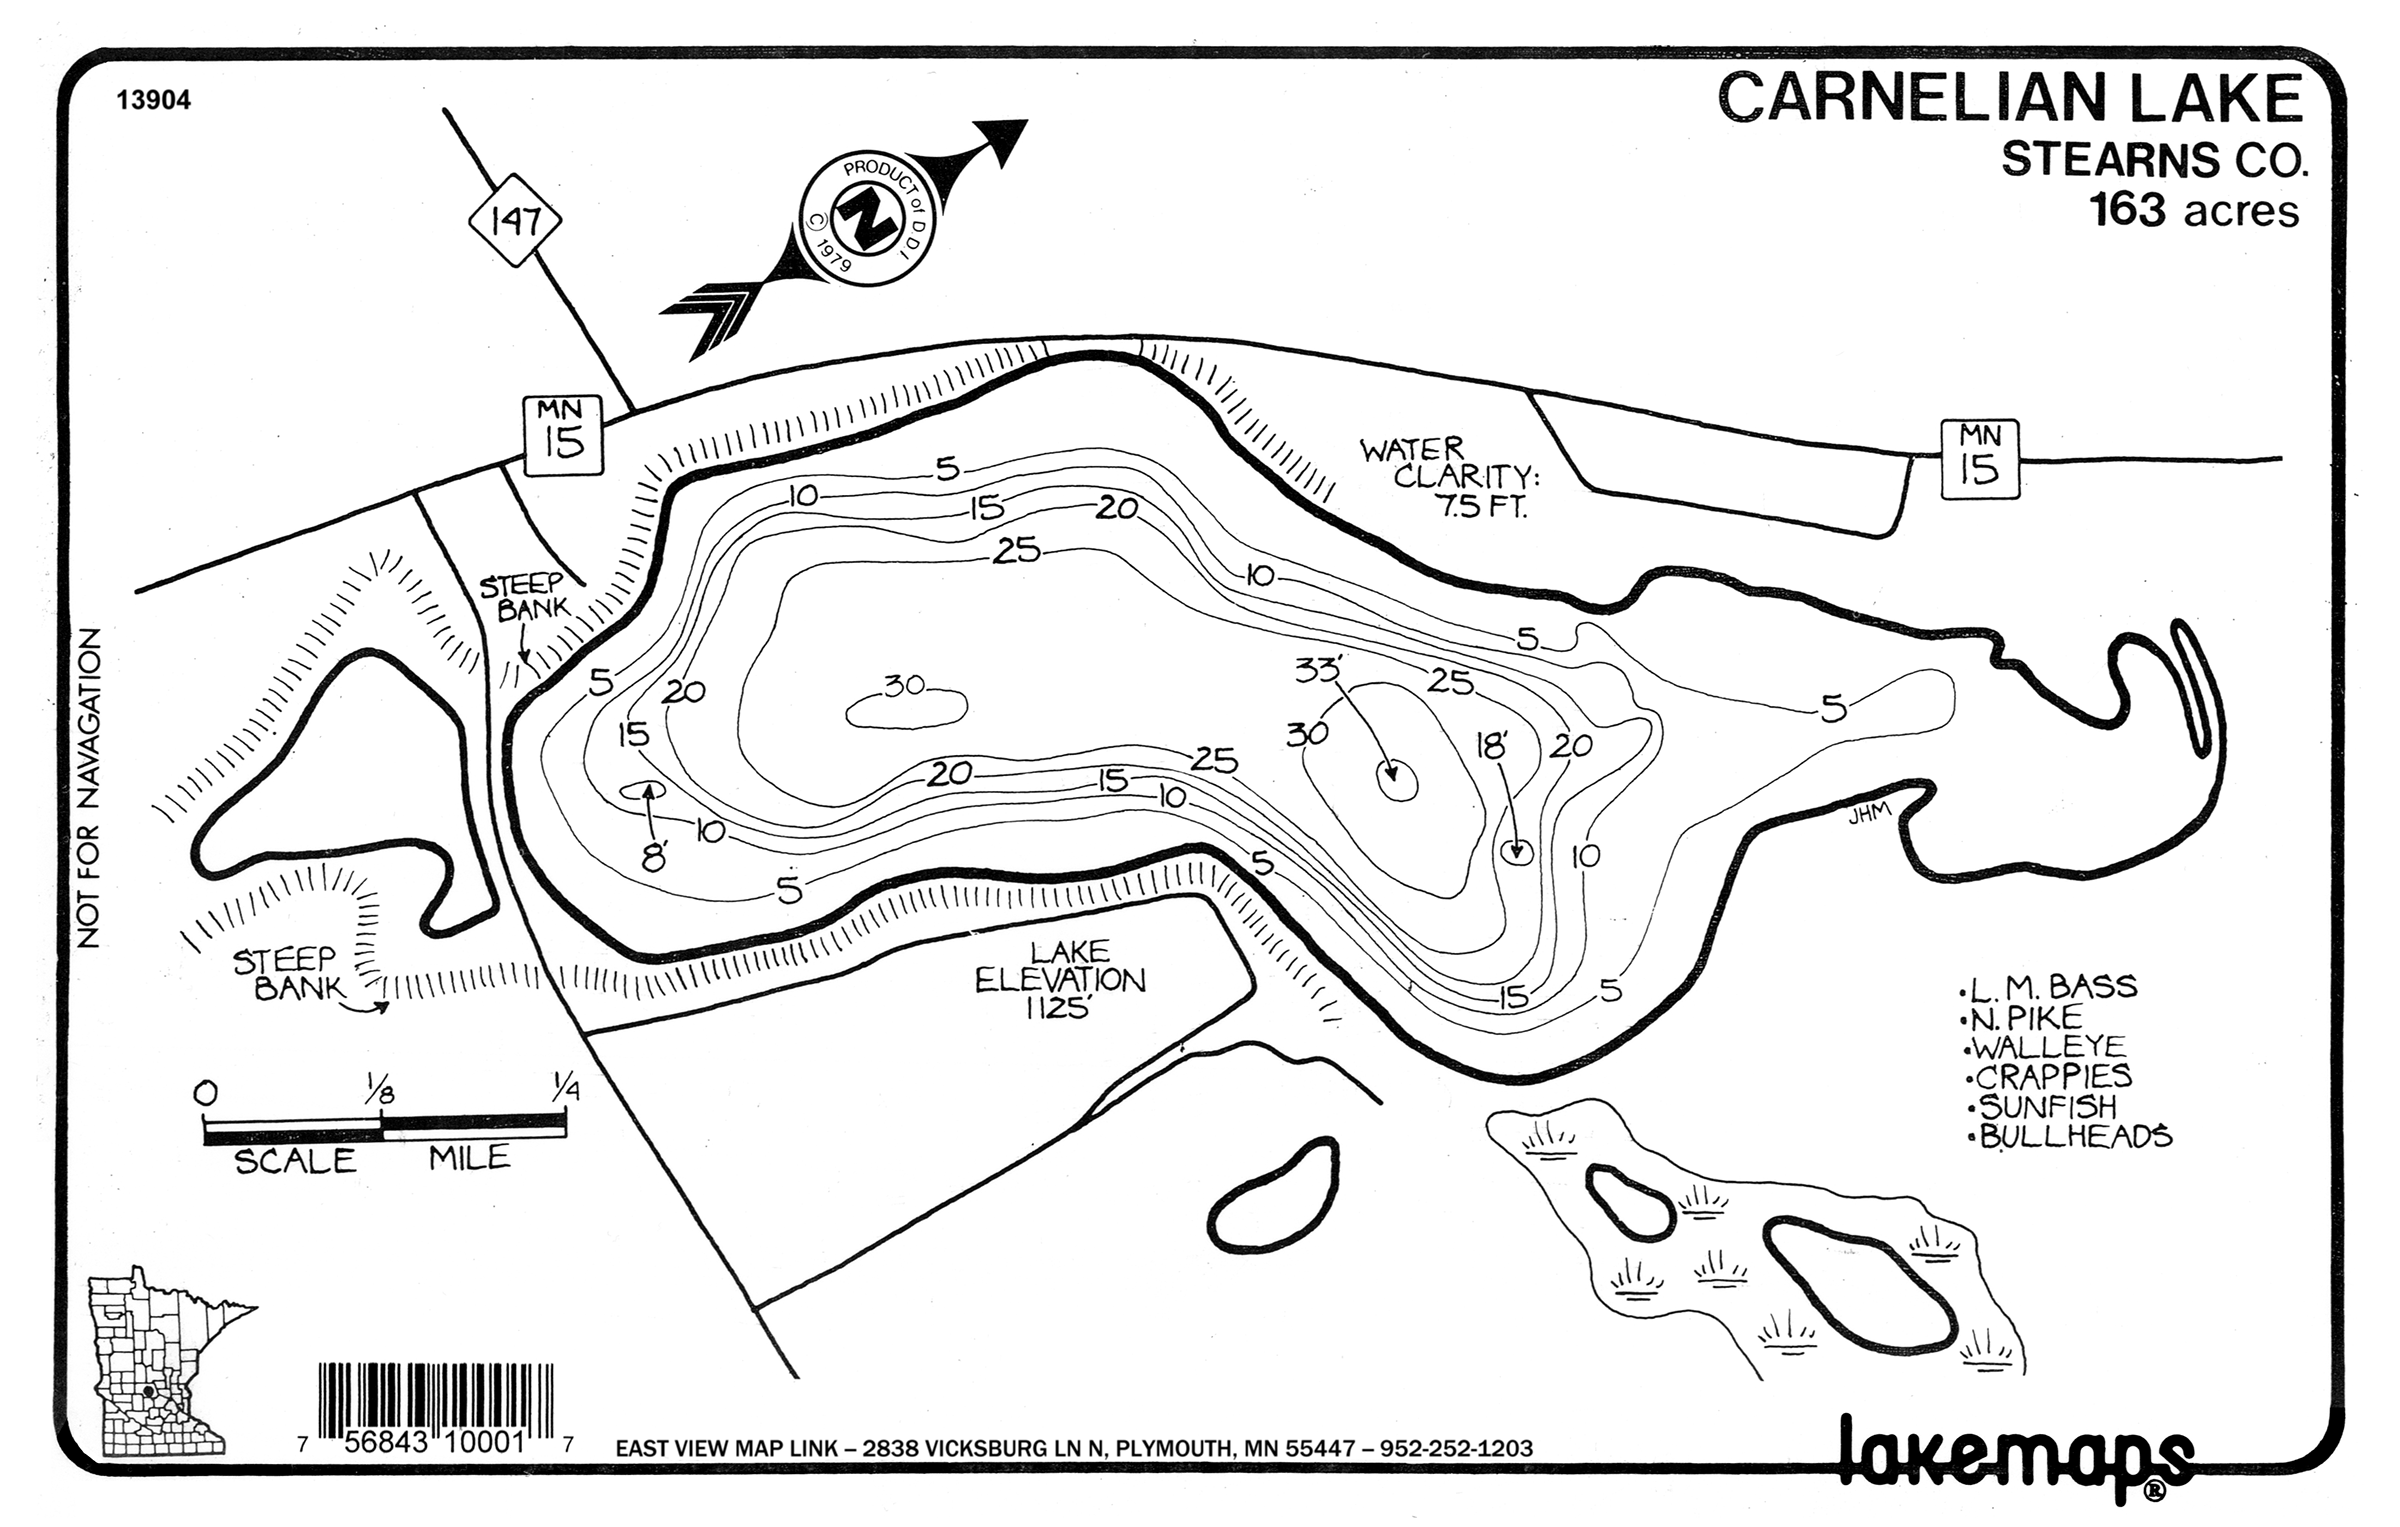 13904
CARNELIAN LAKE
STEARNS CO.
163 acres
147
PRODUCT of D.D.I.
N
© 1979
MN
15
WATER
CLARITY:
7.5 FT.
MN
15
STEEP
BANK
NOT FOR NAVAGATION
5
10
15
20
25
10
5
5
20
15
30
33'
25
30
18'
20
5
8'
10
20
15
25
10
5
5
10
15
5
JHM
STEEP
BANK
LAKE
ELEVATION
1125'
• L. M. BASS
• N. PIKE
• WALLEYE
• CRAPPIES
• SUNFISH
• BULLHEADS
0 1/8 1/4
SCALE MILE
7 56843 10001 7
EAST VIEW MAP LINK – 2838 VICKSBURG LN N, PLYMOUTH, MN 55447 – 952-252-1203
lakemaps®